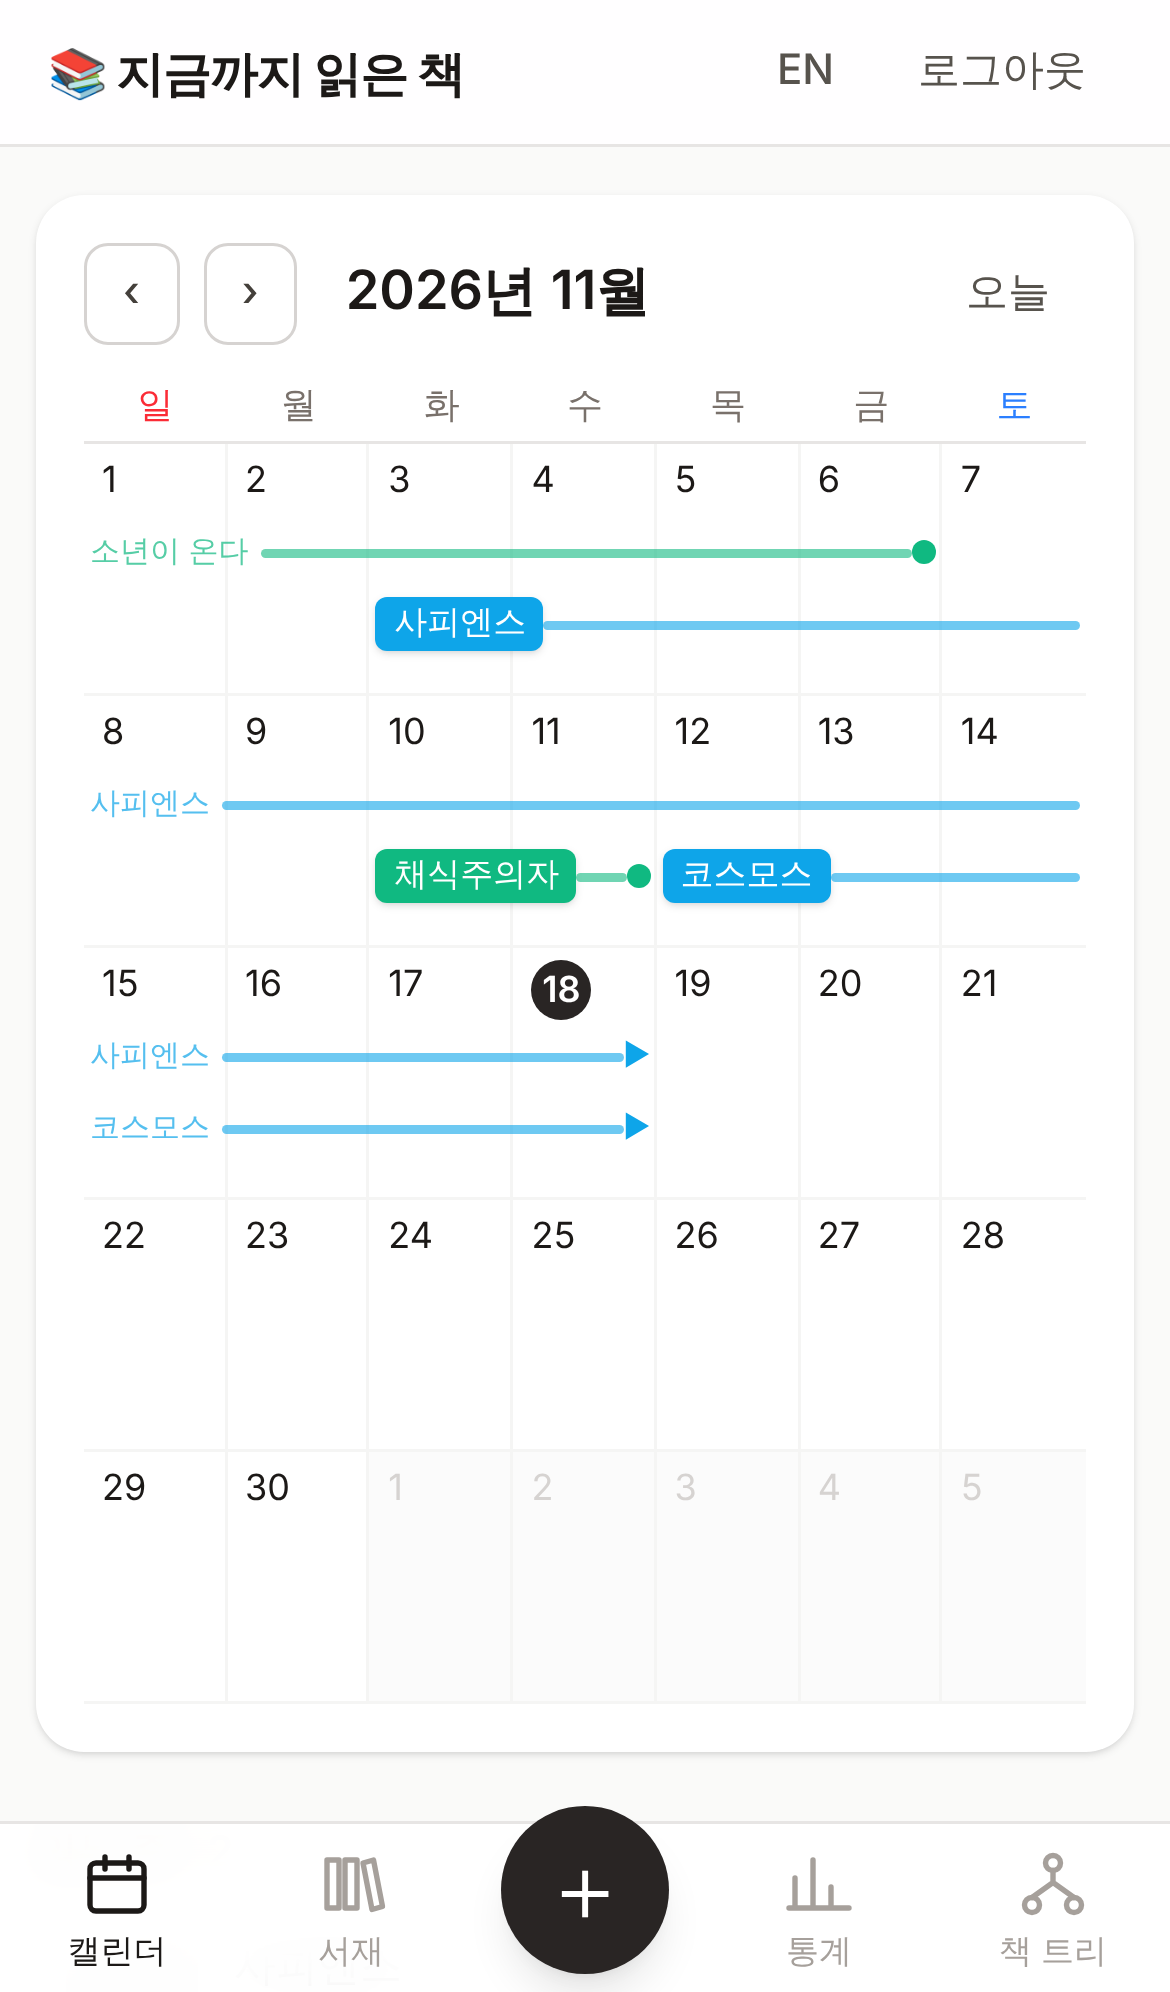 지금까지 읽은 책 EN 로그아웃
‹ › 2026년 11월 오늘
일 월 화 수 목 금 토
1 2 3 4 5 6 7
소년이 온다
사피엔스
8 9 10 11 12 13 14
사피엔스
채식주의자 코스모스
15 16 17 18 19 20 21
사피엔스
코스모스
22 23 24 25 26 27 28
29 30 1 2 3 4 5
+
캘린더 서재 통계 책 트리